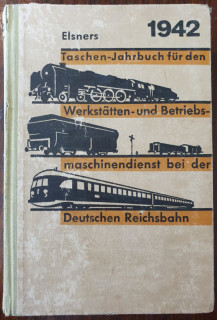 Elsners 1942
Taschen-Jahrbuch für den
Werkstätten- und Betriebs-
maschinendienst bei der
Deutschen Reichsbahn